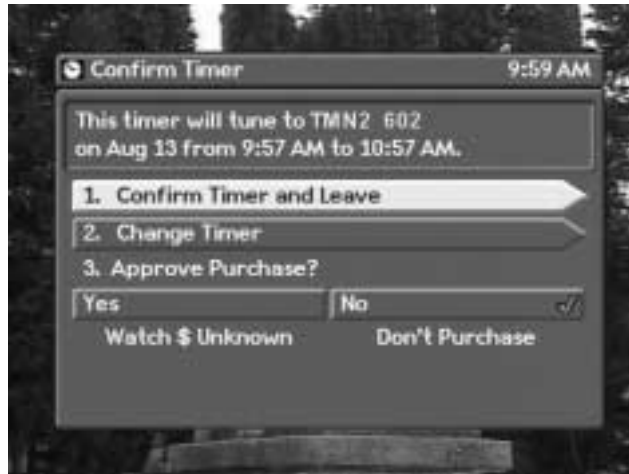 Confirm Timer 9:59 AM
This timer will tune to TMN2 602
on Aug 13 from 9:57 AM to 10:57 AM.
1. Confirm Timer and Leave
2. Change Timer
3. Approve Purchase?
Yes No
Watch $ Unknown Don't Purchase